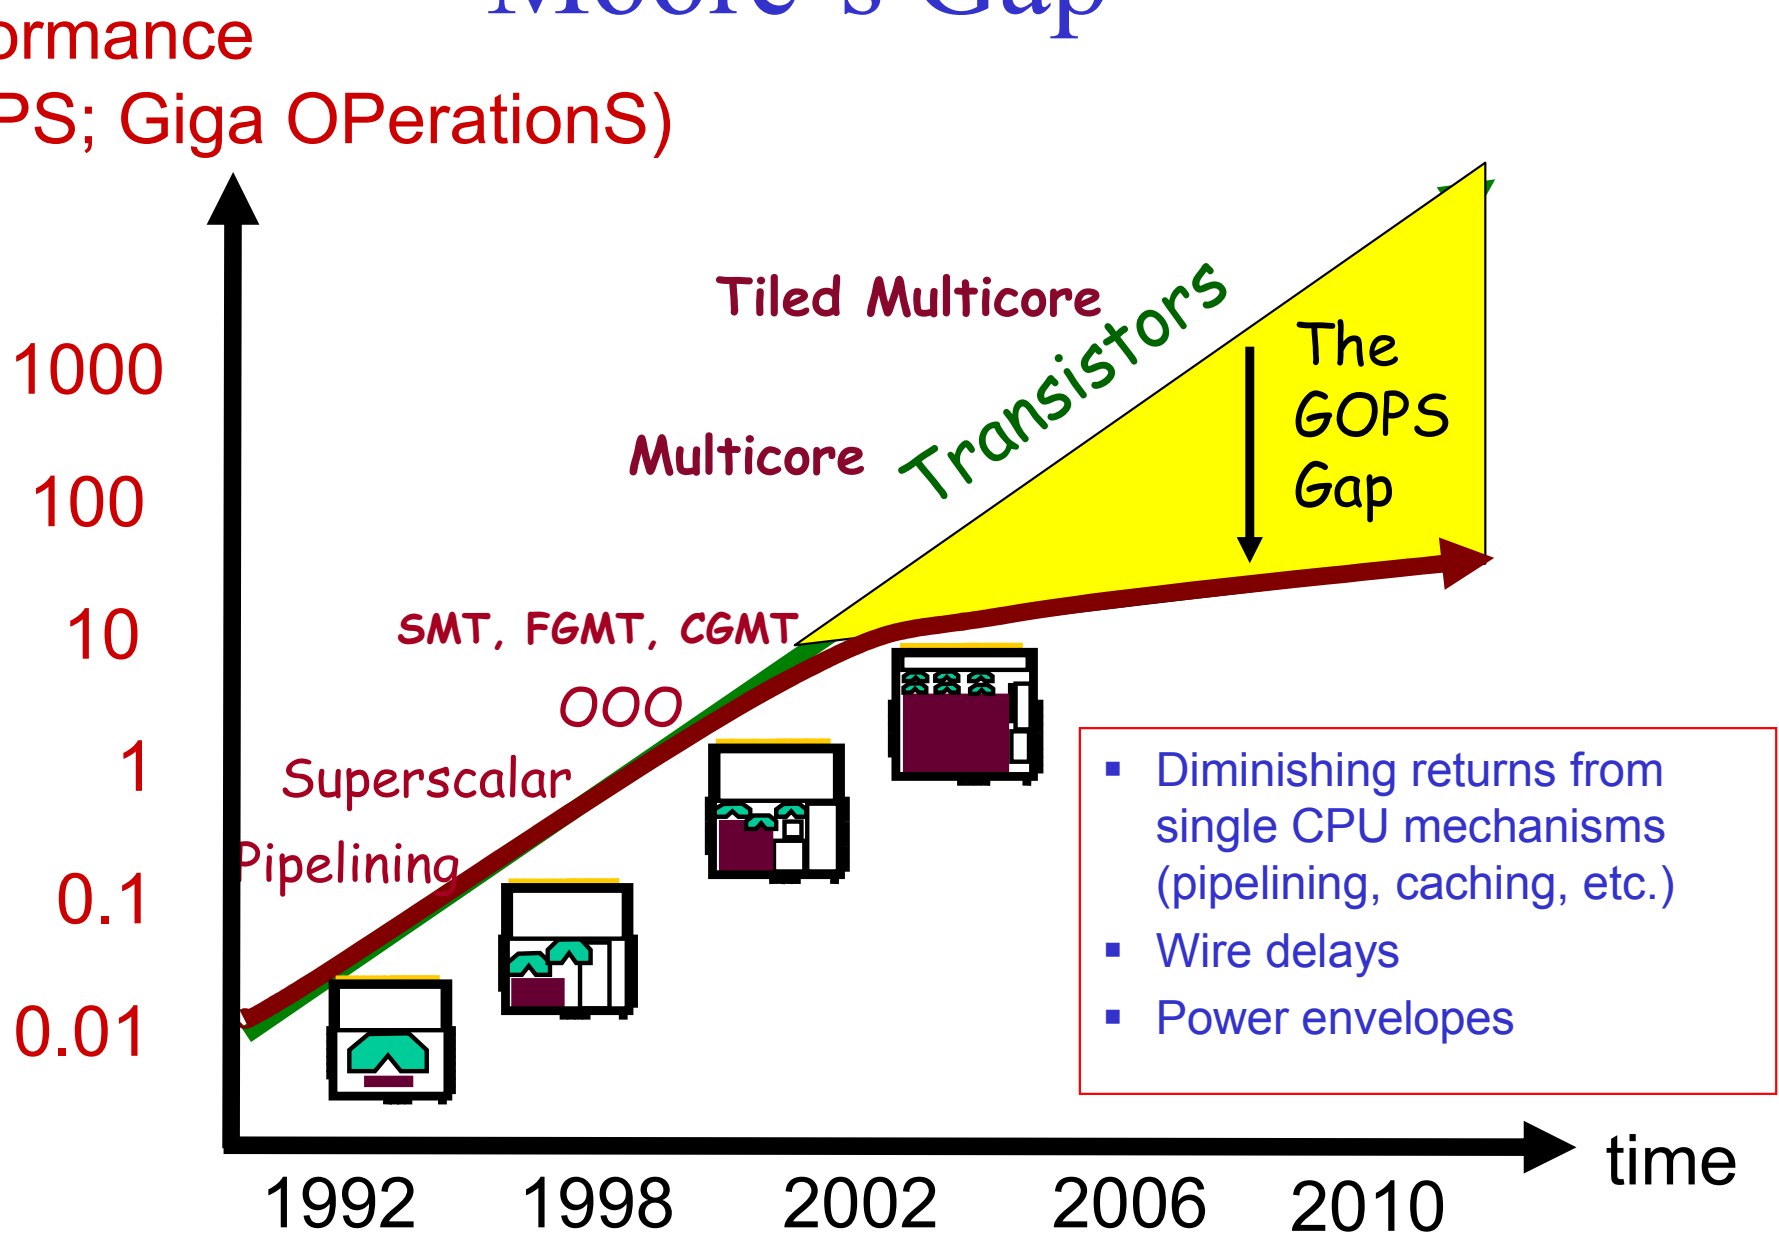 Moore's Gap
ormance
PS; Giga OPerationS)
Tiled Multicore
Transistors
The
GOPS
Gap
1000
Multicore
100
SMT, FGMT, CGMT
10
OOO
1
Superscalar
Pipelining
0.1
0.01
▪ Diminishing returns from
single CPU mechanisms
(pipelining, caching, etc.)
▪ Wire delays
▪ Power envelopes
time
1992 1998 2002 2006 2010